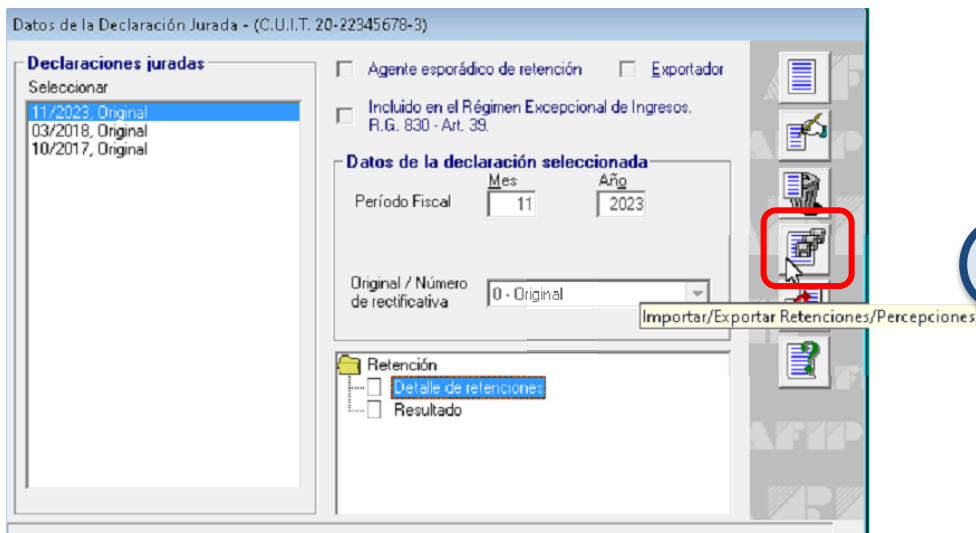 Datos de la Declaración Jurada - (C.U.I.T. 20-22345678-3)
Declaraciones juradas
Seleccionar
11/2023, Original
03/2018, Original
10/2017, Original
Agente esporádico de retención
Exportador
Incluido en el Régimen Excepcional de Ingresos.
R.G. 830 - Art. 39.
Datos de la declaración seleccionada
Mes Año
Período Fiscal 11 2023
Original / Número
de rectificativa
0 - Original
Importar/Exportar Retenciones/Percepciones
Retención
Detalle de retenciones
Resultado
AFIP